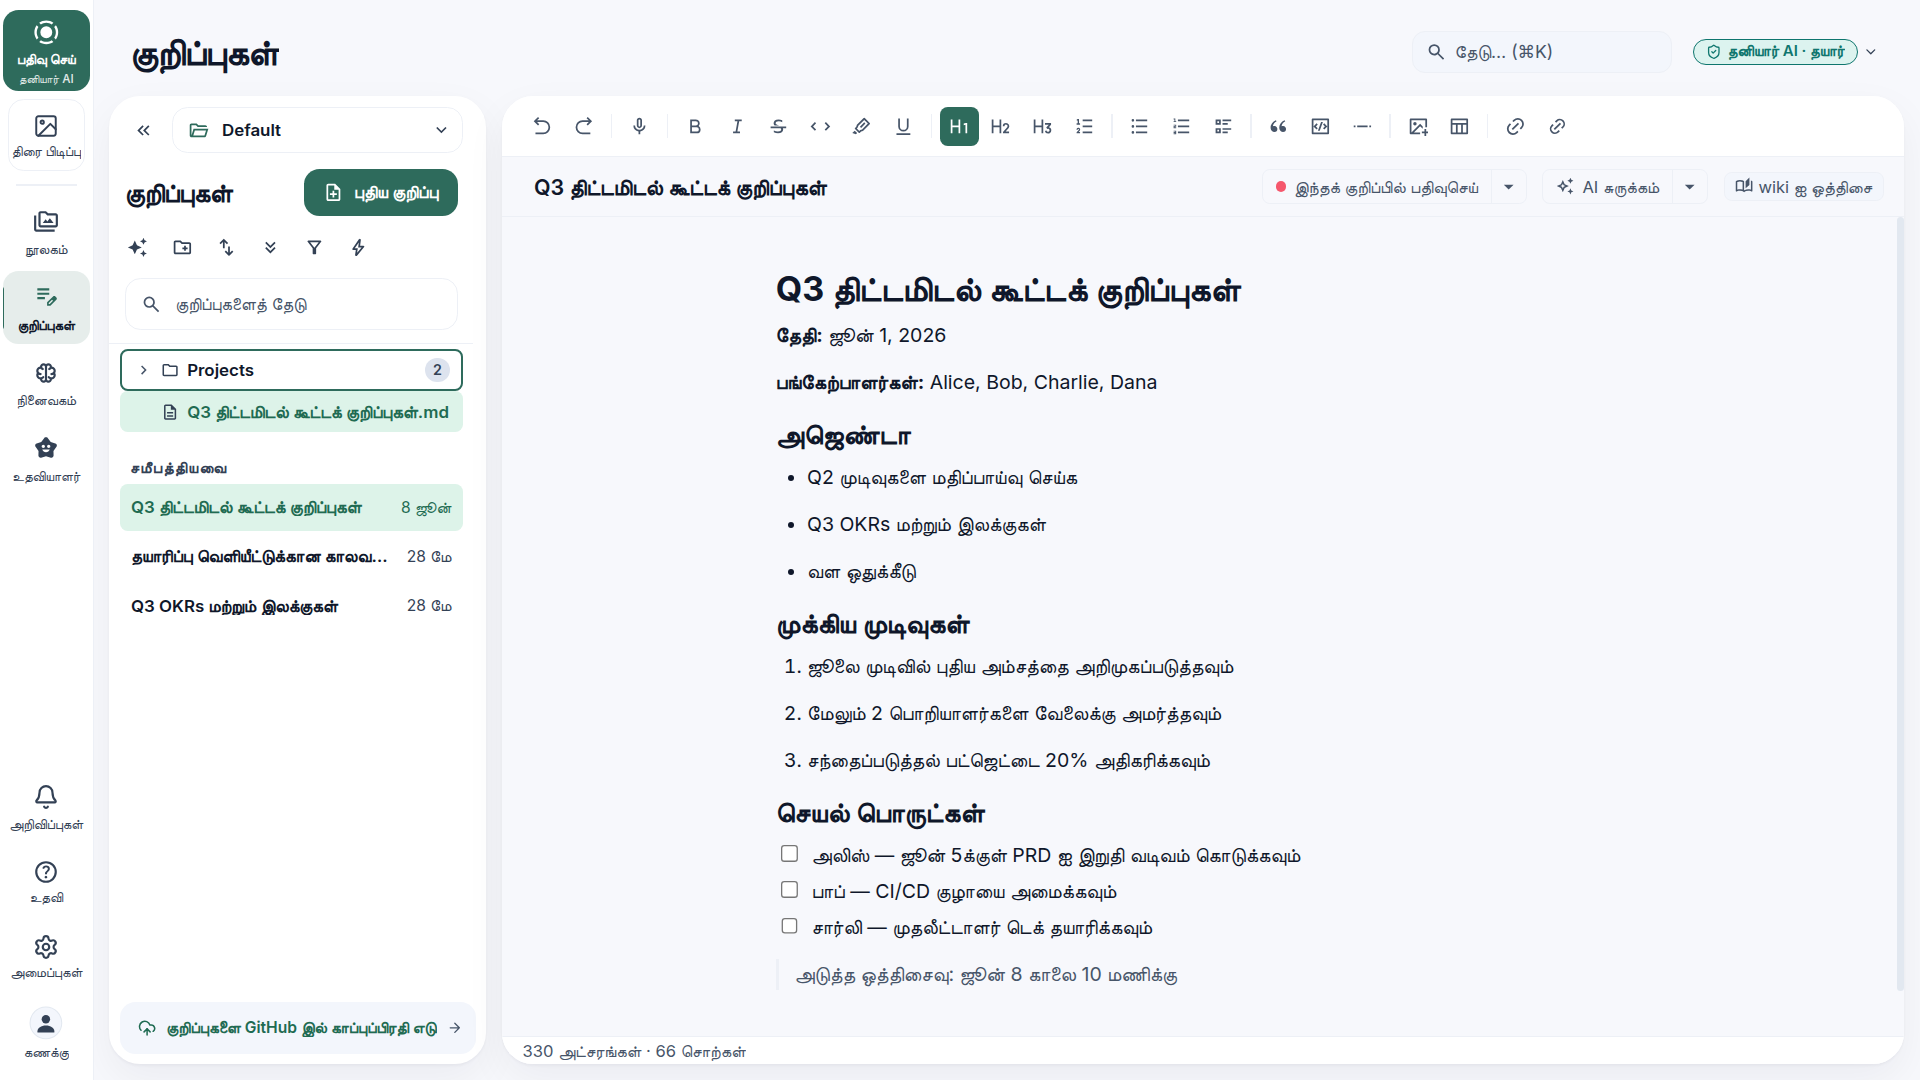 பதிவு செய்
தனியார் AI
திரை பிடிப்பு
நூலகம்
குறிப்புகள்
நினைவகம்
உதவியாளர்
அறிவிப்புகள்
உதவி
அமைப்புகள்
கணக்கு
குறிப்புகள்
தேடு... (⌘K)
தனியார் AI · தயார்
Default
குறிப்புகள்
புதிய குறிப்பு
குறிப்புகளைத் தேடு
Projects 2
Q3 திட்டமிடல் கூட்டக் குறிப்புகள்.md
சமீபத்தியவை
Q3 திட்டமிடல் கூட்டக் குறிப்புகள் 8 ஜூன்
தயாரிப்பு வெளியீட்டுக்கான காலவ... 28 மே
Q3 OKRs மற்றும் இலக்குகள் 28 மே
குறிப்புகளை GitHub இல் காப்புப்பிரதி எடு
H1 H2 H3
Q3 திட்டமிடல் கூட்டக் குறிப்புகள்
இந்தக் குறிப்பில் பதிவுசெய்
AI சுருக்கம்
wiki ஐ ஒத்திசை
Q3 திட்டமிடல் கூட்டக் குறிப்புகள்
தேதி: ஜூன் 1, 2026
பங்கேற்பாளர்கள்: Alice, Bob, Charlie, Dana
அஜெண்டா
• Q2 முடிவுகளை மதிப்பாய்வு செய்க
• Q3 OKRs மற்றும் இலக்குகள்
• வள ஒதுக்கீடு
முக்கிய முடிவுகள்
1. ஜூலை முடிவில் புதிய அம்சத்தை அறிமுகப்படுத்தவும்
2. மேலும் 2 பொறியாளர்களை வேலைக்கு அமர்த்தவும்
3. சந்தைப்படுத்தல் பட்ஜெட்டை 20% அதிகரிக்கவும்
செயல் பொருட்கள்
அலிஸ் — ஜூன் 5க்குள் PRD ஐ இறுதி வடிவம் கொடுக்கவும்
பாப் — CI/CD குழாயை அமைக்கவும்
சார்லி — முதலீட்டாளர் டெக் தயாரிக்கவும்
அடுத்த ஒத்திசைவு: ஜூன் 8 காலை 10 மணிக்கு
330 அட்சரங்கள் · 66 சொற்கள்